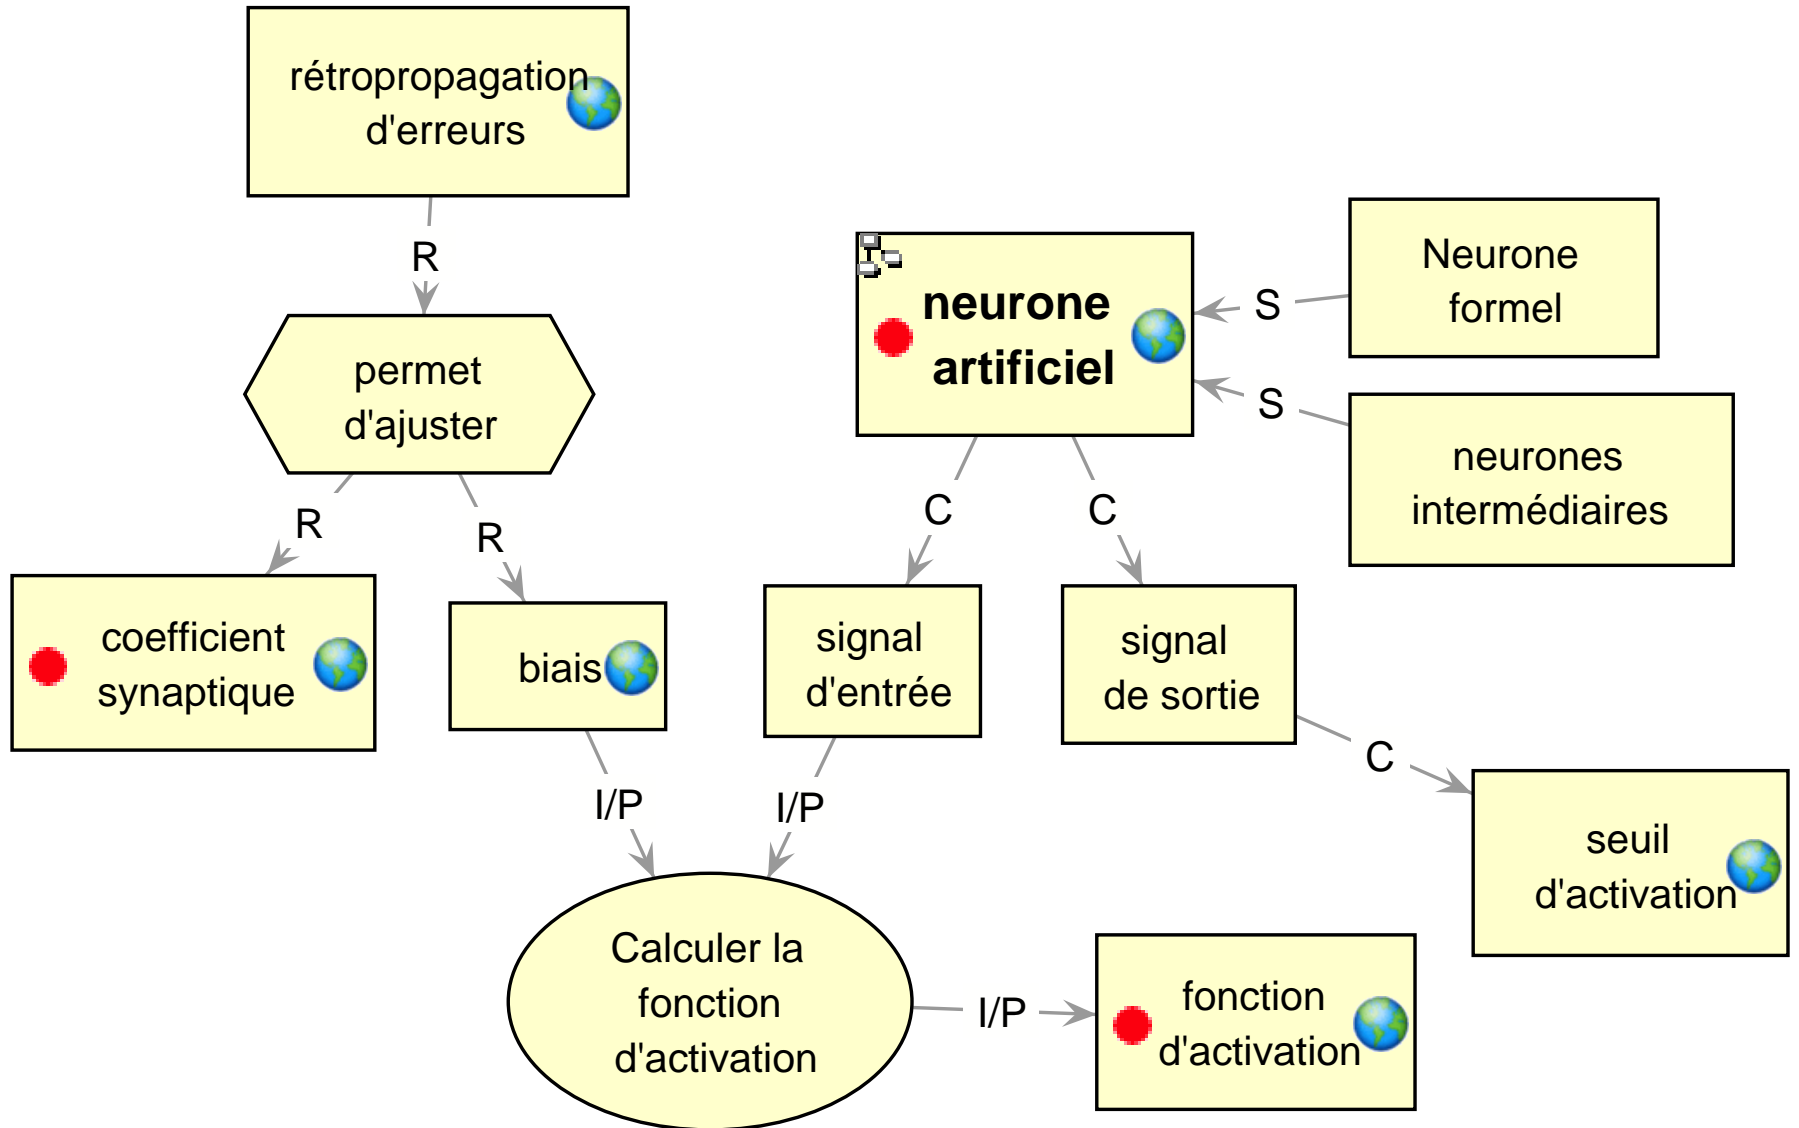 rétropropagation
d'erreurs
R
permet
d'ajuster
R
R
coefficient
synaptique
biais
neurone
artificiel
S
Neurone
formel
S
neurones
intermédiaires
C
C
signal
d'entrée
signal
de sortie
C
seuil
d'activation
I/P
I/P
Calculer la
fonction
d'activation
I/P
fonction
d'activation